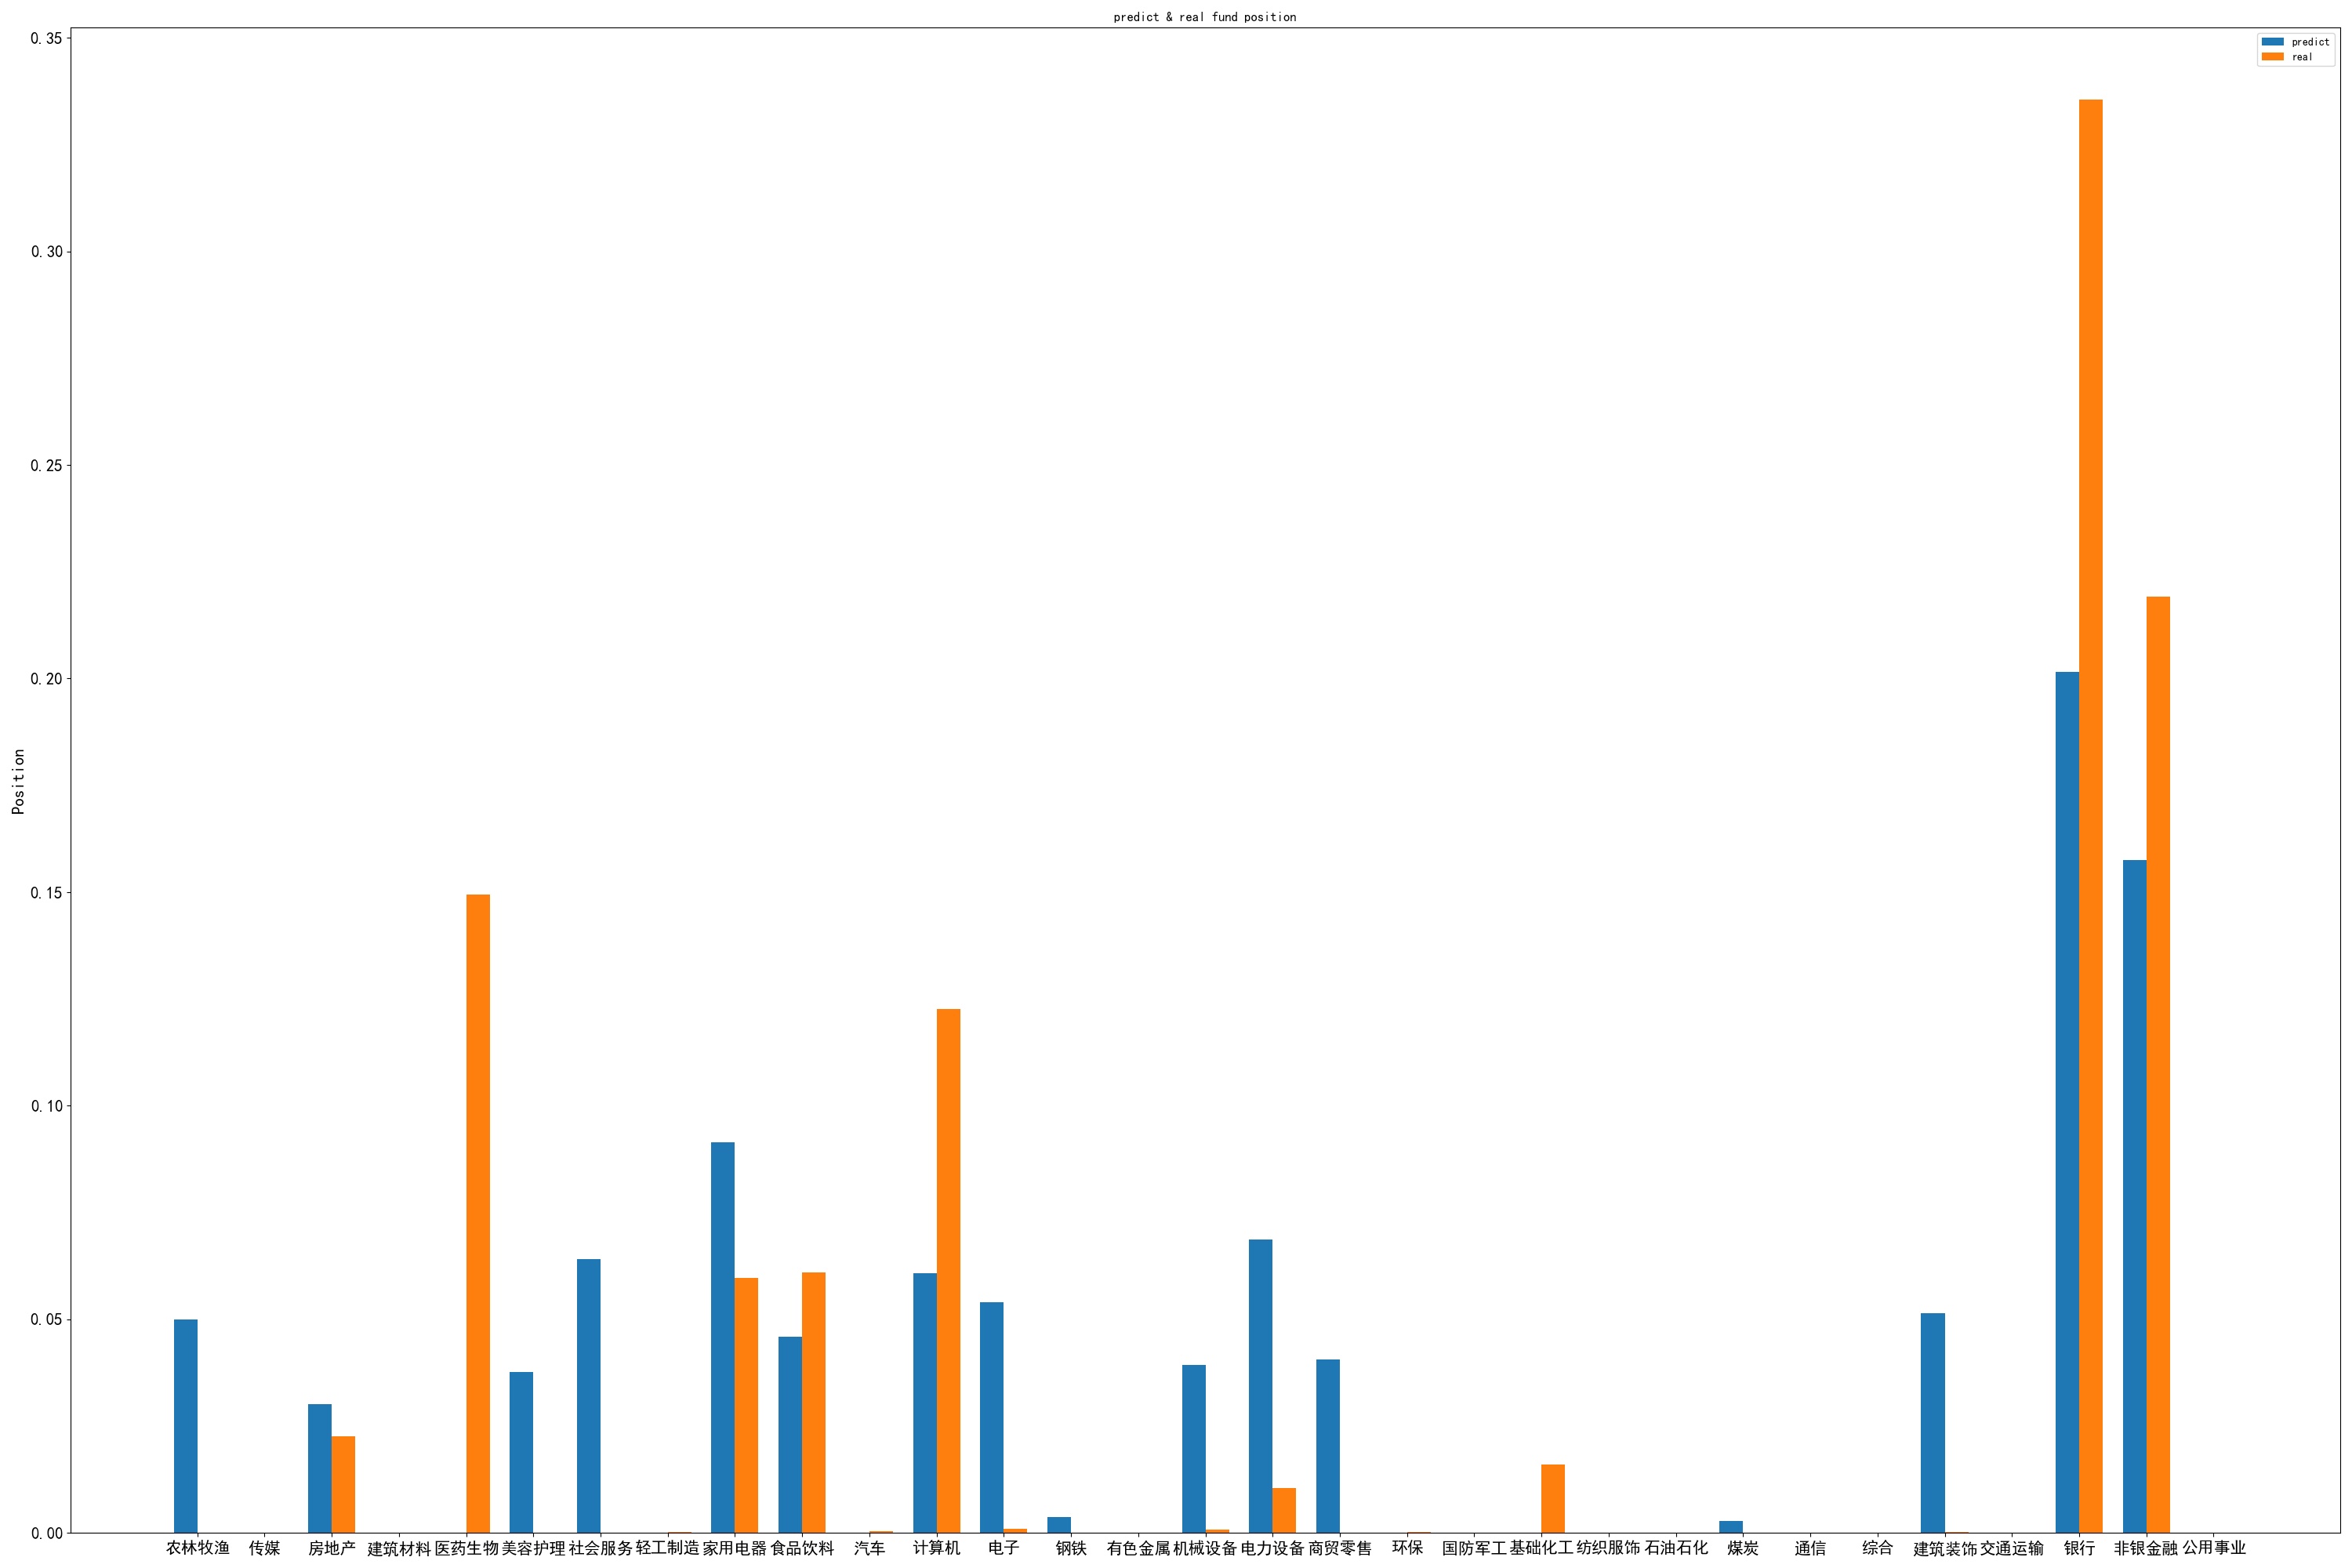 predict & real fund position
predict
real
0.35
0.30
0.25
0.20
0.15
0.10
0.05
0.00
Position
农林牧渔 传媒 房地产 建筑材料 医药生物 美容护理 社会服务 轻工制造 家用电器 食品饮料 汽车 计算机 电子 钢铁 有色金属 机械设备 电力设备 商贸零售 环保 国防军工 基础化工 纺织服饰 石油石化 煤炭 通信 综合 建筑装饰 交通运输 银行 非银金融 公用事业